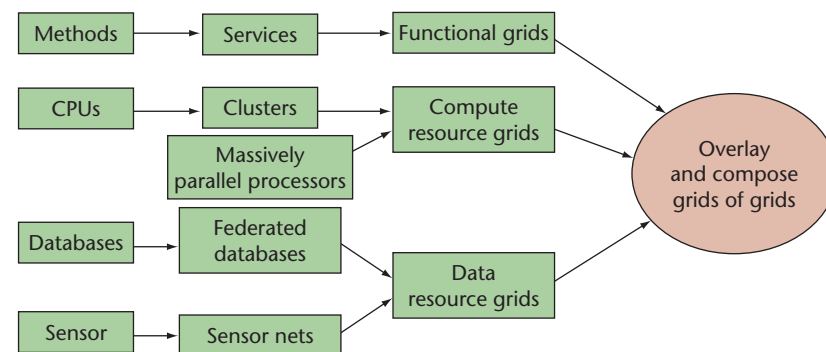 Methods
Services
Functional grids
CPUs
Clusters
Compute
resource grids
Massively
parallel processors
Overlay
and compose
grids of grids
Databases
Federated
databases
Data
resource grids
Sensor
Sensor nets